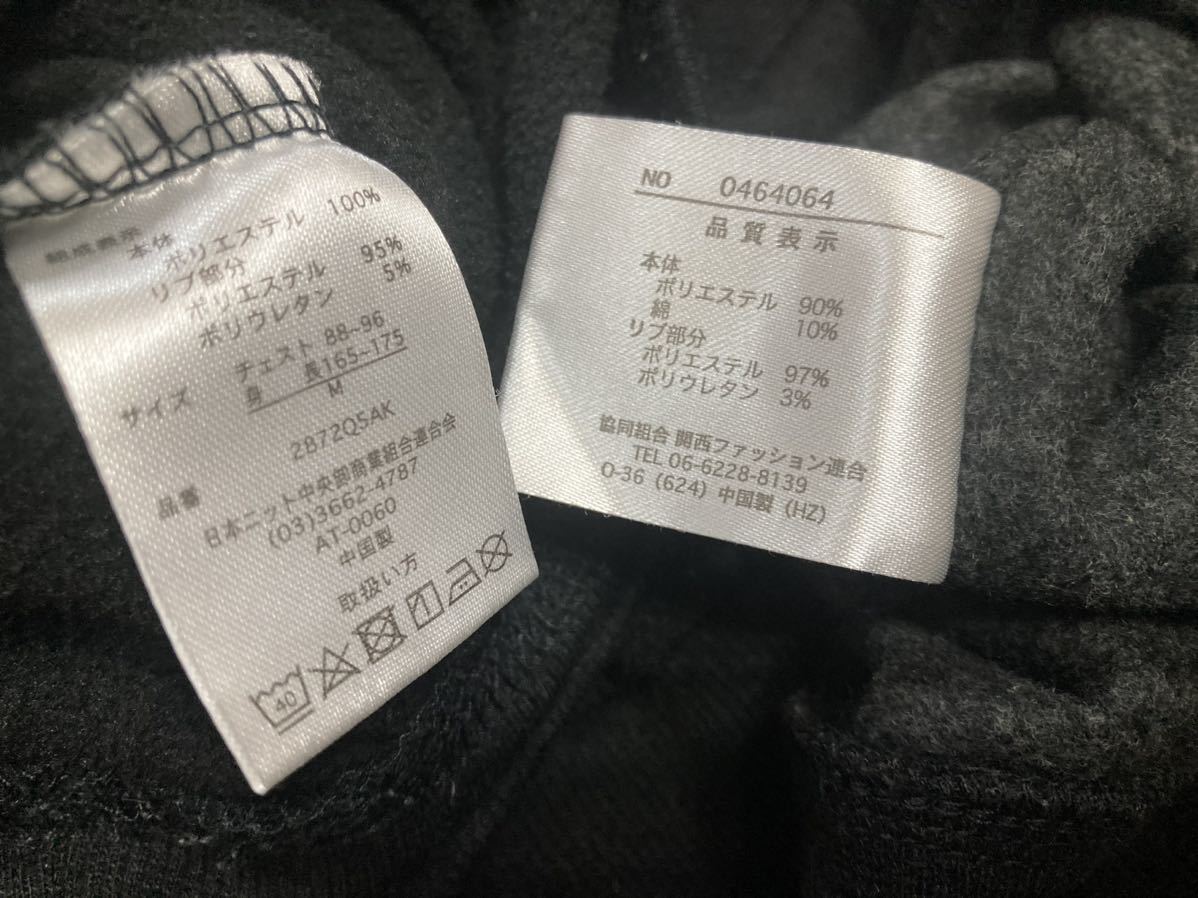 本体
ポリエステル 100%
リブ部分
ポリエステル 95%
ポリウレタン 5%
サイズ
チェスト 88-96
身 長165-175
M
品番 2872Q5AK
日本ニット中央卸商業組合連合会
(03)3662-4787
AT-0060
中国製
取扱い方
40
NO 0464064
品質表示
本体
ポリエステル 90%
綿 10%
リブ部分
ポリエステル 97%
ポリウレタン 3%
協同組合 関西ファッション連合
TEL 06-6228-8139
O-36 (624) 中国製 (HZ)